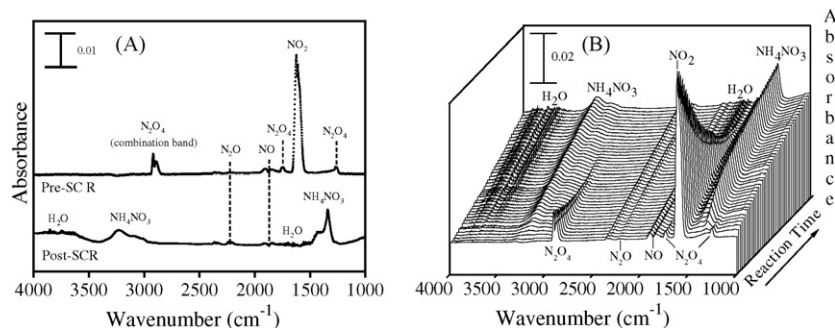 (A)
0.01
NO₂
N₂O₄
(combination band)
N₂O
NO
N₂O₄
N₂O₄
Pre-SC R
H₂O
NH₄NO₃
H₂O
NH₄NO₃
Post-SCR
Absorbance
4000 3500 3000 2500 2000 1500 1000
Wavenumber (cm⁻¹)
(B)
0.02
NO₂
NH₄NO₃
H₂O
NH₄NO₃
H₂O
N₂O₄
N₂O
NO
N₂O₄
Absorbance
Reaction Time
4000 3500 3000 2500 2000 1500 1000
Wavenumber (cm⁻¹)